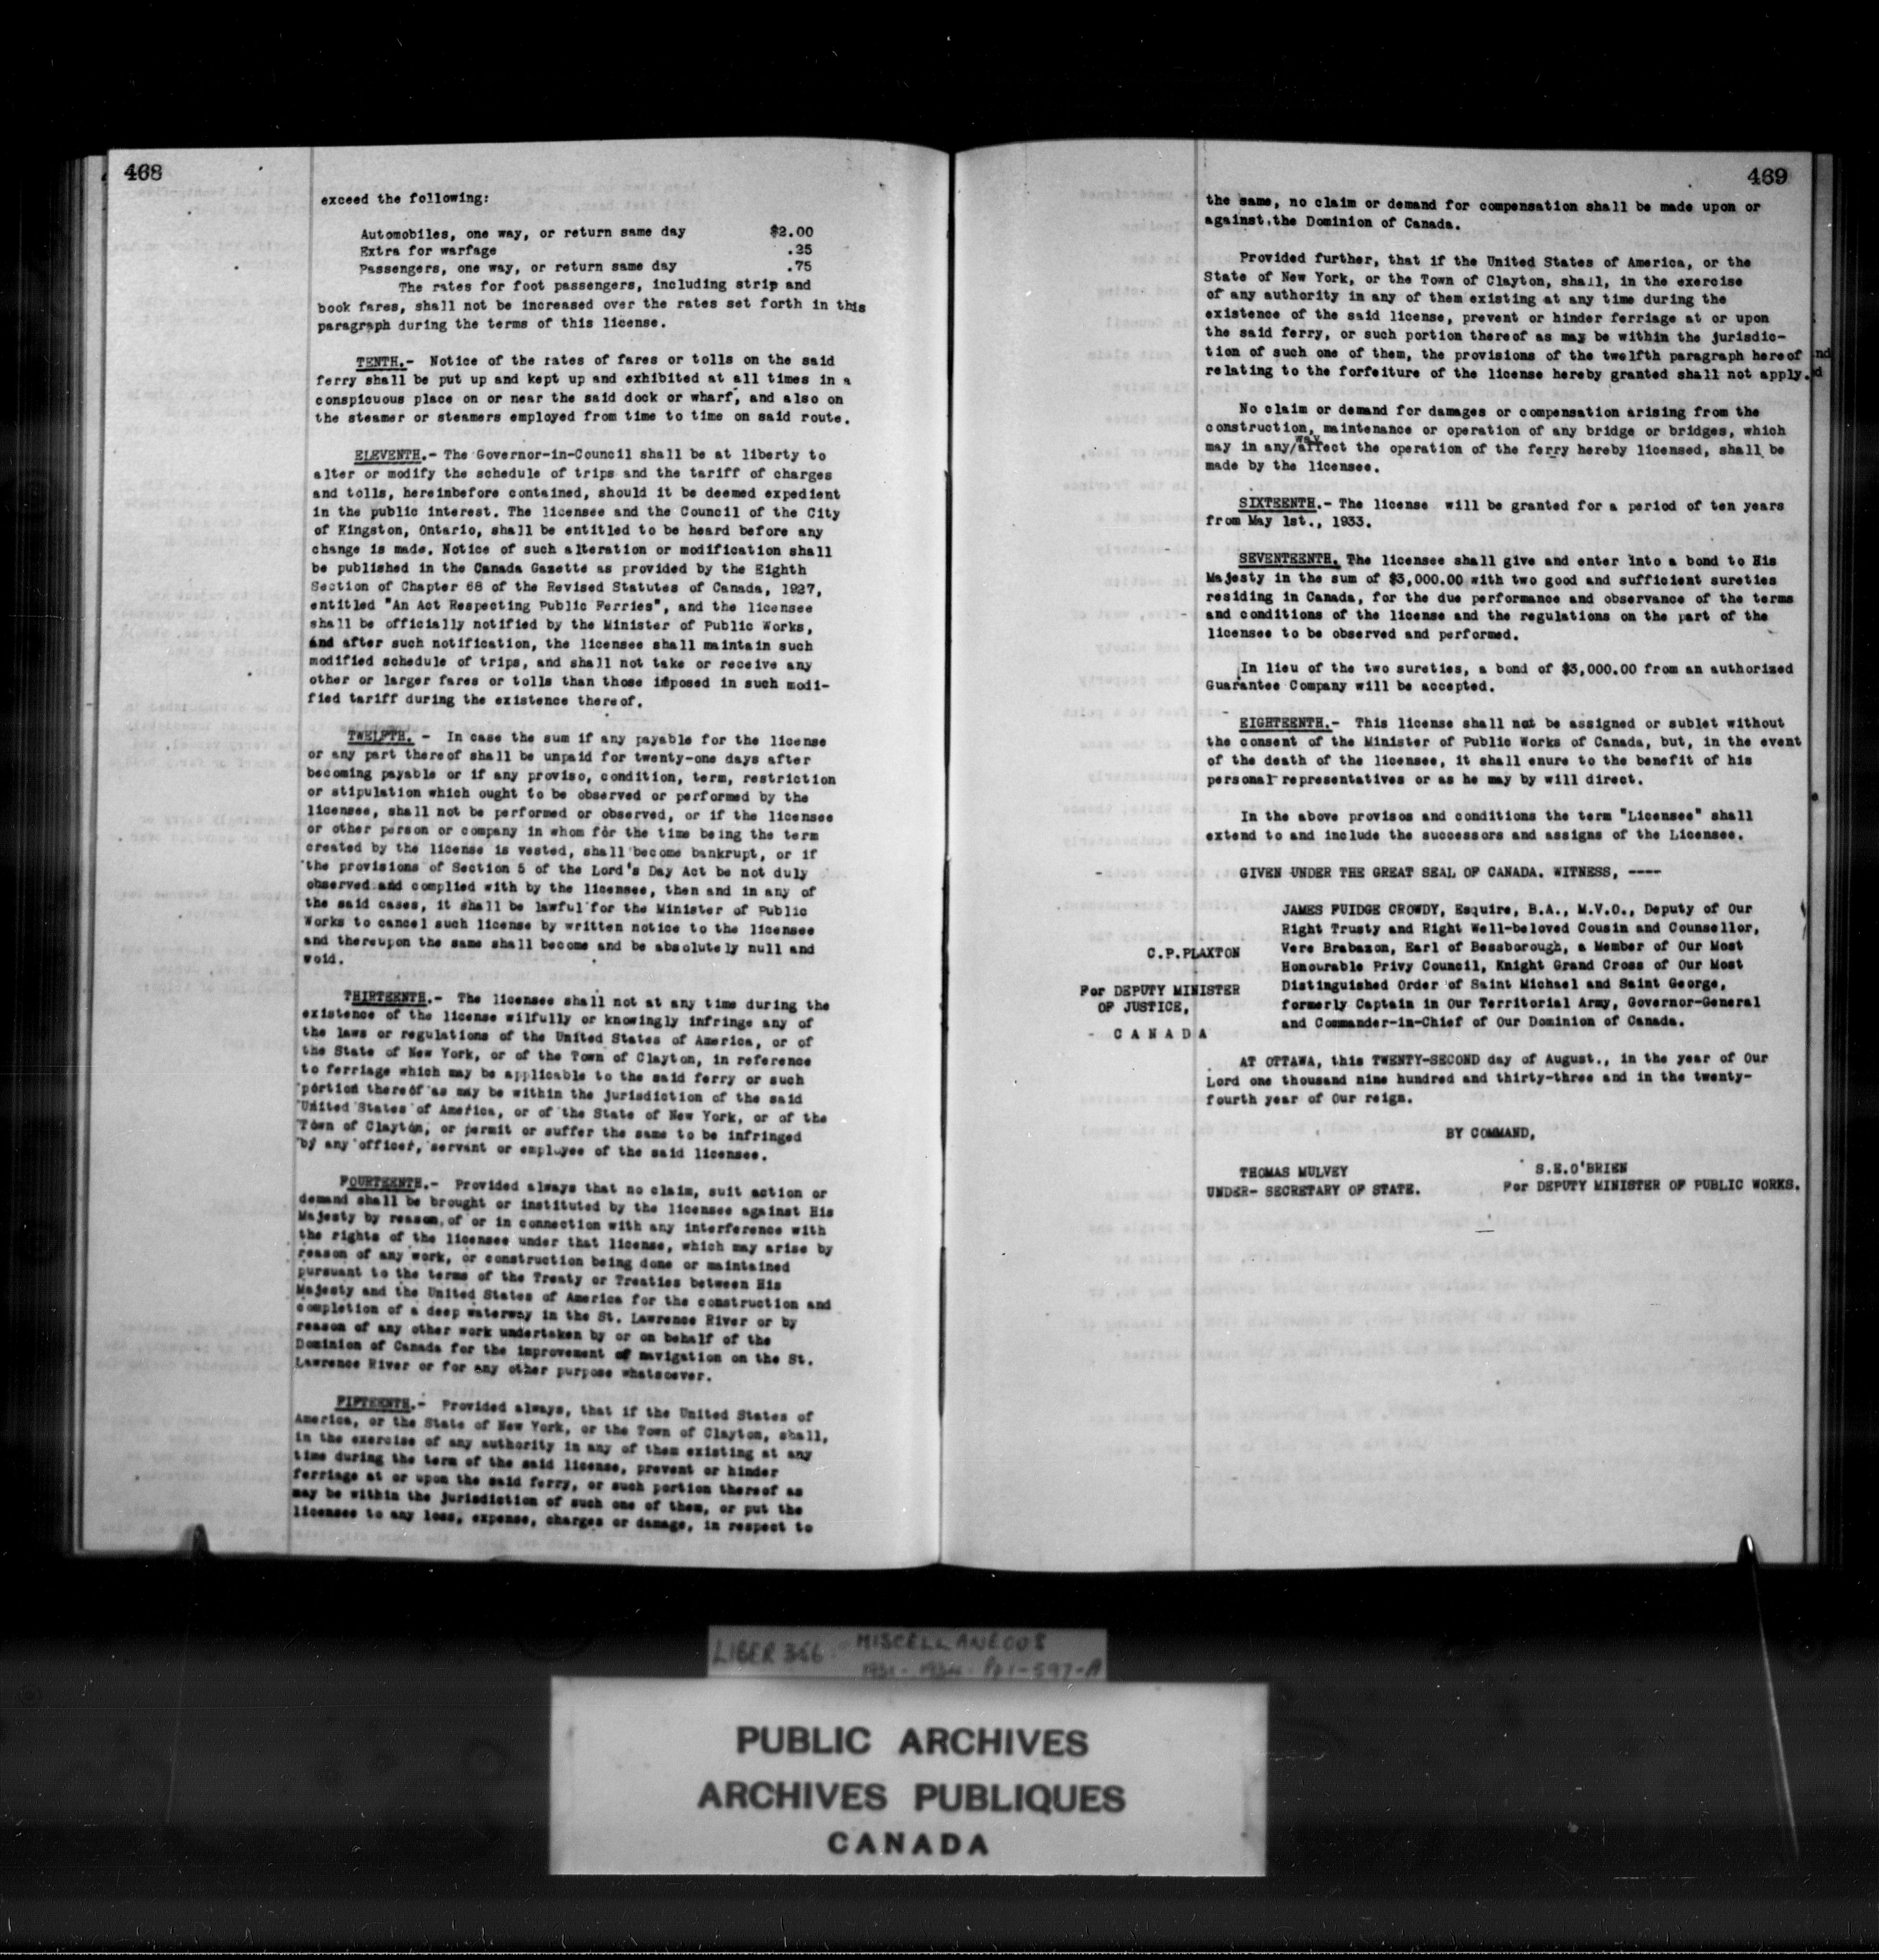 468
exceed the following:
Automobiles, one way, or return same day $2.00
Extra for warfage .25
Passengers, one way, or return same day .75
The rates for foot passengers, including strip and
book fares, shall not be increased over the rates set forth in this
paragraph during the terms of this license.
TENTH.- Notice of the rates of fares or tolls on the said
ferry shall be put up and kept up and exhibited at all times in a
conspicuous place on or near the said dock or wharf, and also on
the steamer or steamers employed from time to time on said route.
ELEVENTH.- The Governor-in-Council shall be at liberty to
alter or modify the schedule of trips and the tariff of charges
and tolls, hereinbefore contained, should it be deemed expedient
in the public interest. The licensee and the Council of the City
of Kingston, Ontario, shall be entitled to be heard before any
change is made. Notice of such alteration or modification shall
be published in the Canada Gazette as provided by the Eighth
Section of Chapter 68 of the Revised Statutes of Canada, 1927,
entitled "An Act Respecting Public Ferries", and the licensee
shall be officially notified by the Minister of Public Works,
and after such notification, the licensee shall maintain such
modified schedule of trips, and shall not take or receive any
other or larger fares or tolls than those imposed in such modi-
fied tariff during the existence thereof.
TWELFTH. - In case the sum if any payable for the license
or any part thereof shall be unpaid for twenty-one days after
becoming payable or if any proviso, condition, term, restriction
or stipulation which ought to be observed or performed by the
licensee, shall not be performed or observed, or if the licensee
or other person or company in whom for the time being the term
created by the license is vested, shall become bankrupt, or if
the provisions of Section 5 of the Lord's Day Act be not duly
observed and complied with by the licensee, then and in any of
the said cases, it shall be lawful for the Minister of Public
Works to cancel such license by written notice to the licensee
and thereupon the same shall become and be absolutely null and
void.
THIRTEENTH.- The licensee shall not at any time during the
existence of the license wilfully or knowingly infringe any of
the laws or regulations of the United States of America, or of
the State of New York, or of the Town of Clayton, in reference
to ferriage which may be applicable to the said ferry or such
portion thereof as may be within the jurisdiction of the said
United States of America, or of the State of New York, or of the
Town of Clayton, or permit or suffer the same to be infringed
by any officer, servant or employee of the said licensee.
FOURTEENTH.- Provided always that no claim, suit action or
demand shall be brought or instituted by the licensee against His
Majesty by reason, of or in connection with any interference with
the rights of the licensee under that license, which may arise by
reason of any work, or construction being done or maintained
pursuant to the terms of the Treaty or Treaties between His
Majesty and the United States of America for the construction and
completion of a deep waterway in the St. Lawrence River or by
reason of any other work undertaken by or on behalf of the
Dominion of Canada for the improvement of navigation on the St.
Lawrence River or for any other purpose whatsoever.
FIFTEENTH.- Provided always, that if the United States of
America, or the State of New York, or the Town of Clayton, shall,
in the exercise of any authority in any of them existing at any
time during the term of the said license, prevent or hinder
ferriage at or upon the said ferry, or such portion thereof as
may be within the jurisdiction of such one of them, or put the
licensee to any loss, expense, charges or damage, in respect to
469
the same, no claim or demand for compensation shall be made upon or
against.the Dominion of Canada.
Provided further, that if the United States of America, or the
State of New York, or the Town of Clayton, shall, in the exercise
of any authority in any of them existing at any time during the
existence of the said license, prevent or hinder ferriage at or upon
the said ferry, or such portion thereof as may be within the jurisdic-
tion of such one of them, the provisions of the twelfth paragraph hereof
relating to the forfeiture of the license hereby granted shall not apply.
No claim or demand for damages or compensation arising from the
construction, maintenance or operation of any bridge or bridges, which
may in any/way affect the operation of the ferry hereby licensed, shall be
made by the licensee.
SIXTEENTH.- The license will be granted for a period of ten years
from May 1st., 1933.
SEVENTEENTH. The licensee shall give and enter into a bond to His
Majesty in the sum of $3,000.00 with two good and sufficient sureties
residing in Canada, for the due performance and observance of the terms
and conditions of the license and the regulations on the part of the
licensee to be observed and performed.
In lieu of the two sureties, a bond of $3,000.00 from an authorized
Guarantee Company will be accepted.
EIGHTEENTH.- This license shall not be assigned or sublet without
the consent of the Minister of Public Works of Canada, but, in the event
of the death of the licensee, it shall enure to the benefit of his
personal representatives or as he may by will direct.
In the above provisos and conditions the term "Licensee" shall
extend to and include the successors and assigns of the Licensee.
GIVEN UNDER THE GREAT SEAL OF CANADA. WITNESS, ----
JAMES FUIDGE CROWDY, Esquire, B.A., M.V.O., Deputy of Our
Right Trusty and Right Well-beloved Cousin and Counsellor,
Vere Brabazon, Earl of Bessborough, a Member of Our Most
Honourable Privy Council, Knight Grand Cross of Our Most
Distinguished Order of Saint Michael and Saint George,
formerly Captain in Our Territorial Army, Governor-General
and Commander-in-Chief of Our Dominion of Canada.
C.P.PLAXTON
For DEPUTY MINISTER
OF JUSTICE,
CANADA
AT OTTAWA, this TWENTY-SECOND day of August., in the year of Our
Lord one thousand nine hundred and thirty-three and in the twenty-
fourth year of Our reign.
BY COMMAND,
THOMAS MULVEY
UNDER- SECRETARY OF STATE.
S.E.O'BRIEN
For DEPUTY MINISTER OF PUBLIC WORKS.
LIBER 366 MISCELLANEOUS
1931-1934 Pp1-597-A
PUBLIC ARCHIVES
ARCHIVES PUBLIQUES
CANADA